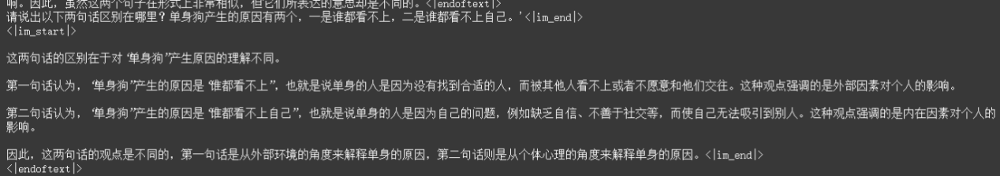 响。因此，虽然这两个句子在形式上非常相似，但它们所表达的意思却是不同的。<|endoftext|>
请说出以下两句话区别在哪里？单身狗产生的原因有两个，一是谁都看不上，二是谁都看不上自己。'<|im_end|>
<|im_start|>
这两句话的区别在于对“单身狗”产生原因的理解不同。
第一句话认为，“单身狗”产生的原因是“谁都看不上”，也就是说单身的人是因为没有找到合适的人，而被其他人看不上或者不愿意和他们交往。这种观点强调的是外部因素对个人的影响。
第二句话认为，“单身狗”产生的原因是“谁都看不上自己”，也就是说单身的人是因为自己的问题，例如缺乏自信、不善于社交等，而使自己无法吸引到别人。这种观点强调的是内在因素对个人的
影响。
因此，这两句话的观点是不同的，第一句话是从外部环境的角度来解释单身的原因，第二句话则是从个体心理的角度来解释单身的原因。<|im_end|>
<|endoftext|>